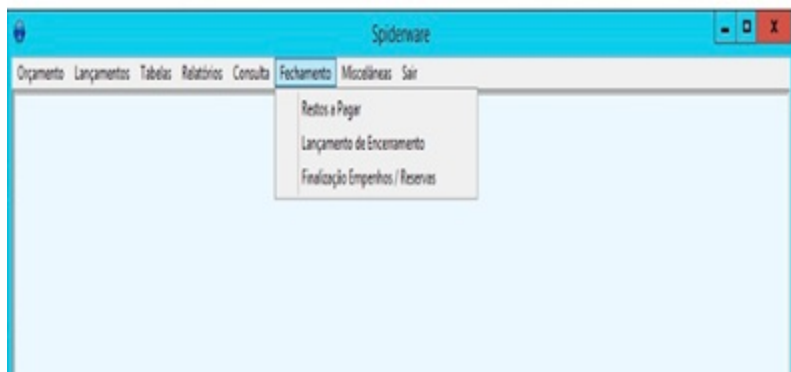 Spiderware
Orçamento Lançamentos Tabelas Relatórios Consulta Fechamento Miscelâneas Sair
Restos a Pagar
Lançamento de Encerramento
Finalização Empenhos / Reservas